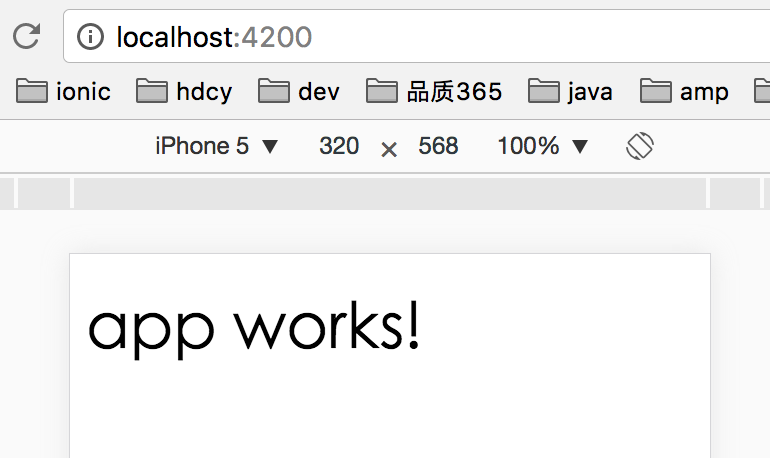 localhost:4200
ionic hdcy dev 品质365 java amp
iPhone 5 ▼ 320 × 568 100% ▼
app works!